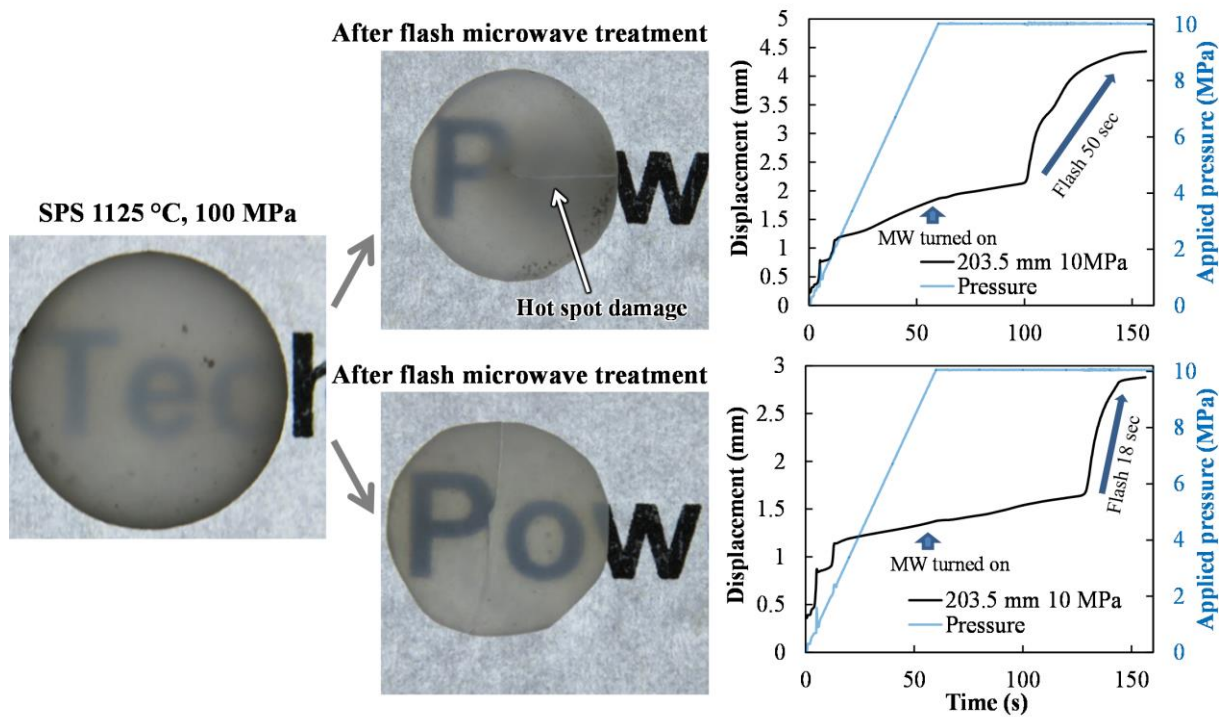 SPS 1125 °C, 100 MPa
Tec
After flash microwave treatment
P
w
Hot spot damage
After flash microwave treatment
Pow
Displacement (mm)
5
4.5
4
3.5
3
2.5
2
1.5
1
0.5
0
Flash 50 sec
MW turned on
203.5 mm 10MPa
Pressure
0
50
100
150
10
8
6
4
2
0
Applied pressure (MPa)
Displacement (mm)
3
2.5
2
1.5
1
0.5
0
Flash 18 sec
MW turned on
203.5 mm 10 MPa
Pressure
0
50
100
150
Time (s)
10
8
6
4
2
0
Applied pressure (MPa)